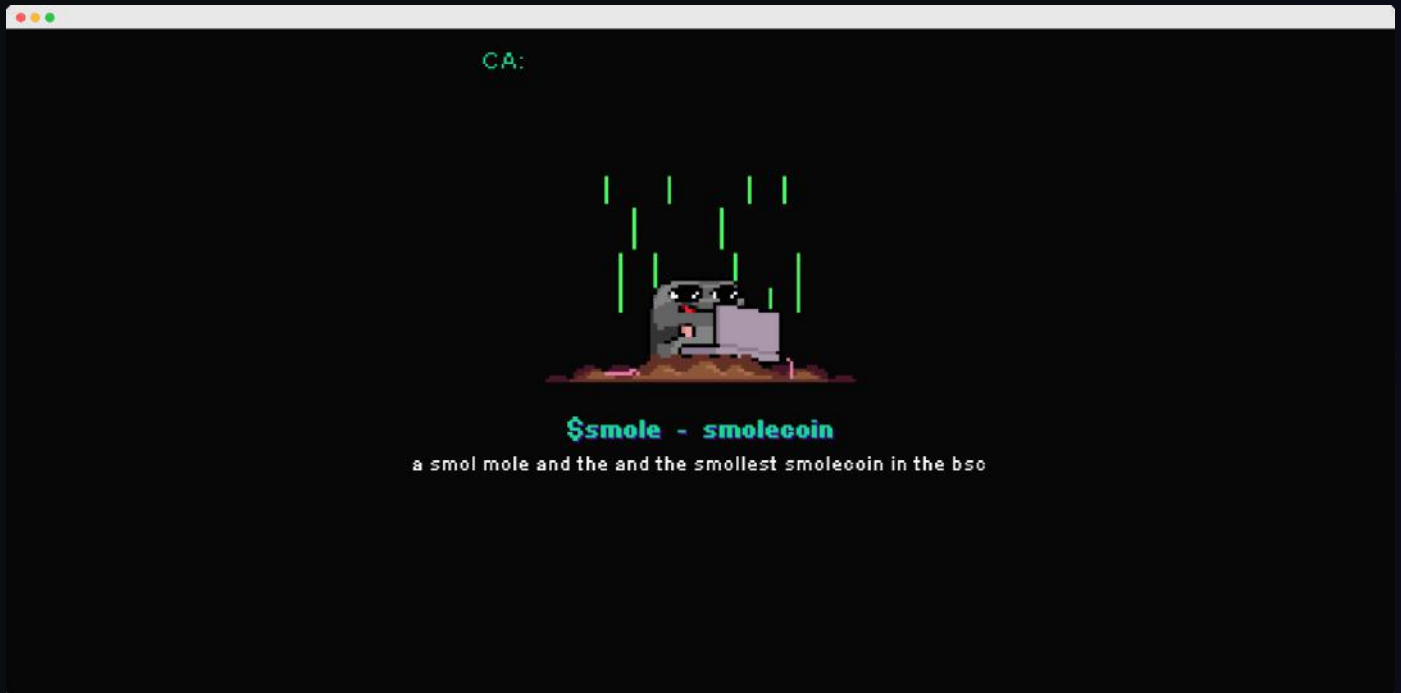 CA:
$smole - smolecoin
a smol mole and the and the smollest smolecoin in the bsc